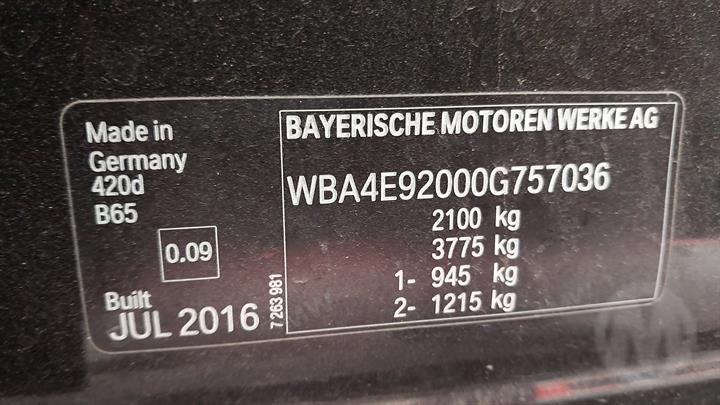 Made in
Germany
420d
B65
0.09
Built
JUL 2016
7 263 981
BAYERISCHE MOTOREN WERKE AG
WBA4E92000G757036
2100 kg
3775 kg
1- 945 kg
2- 1215 kg